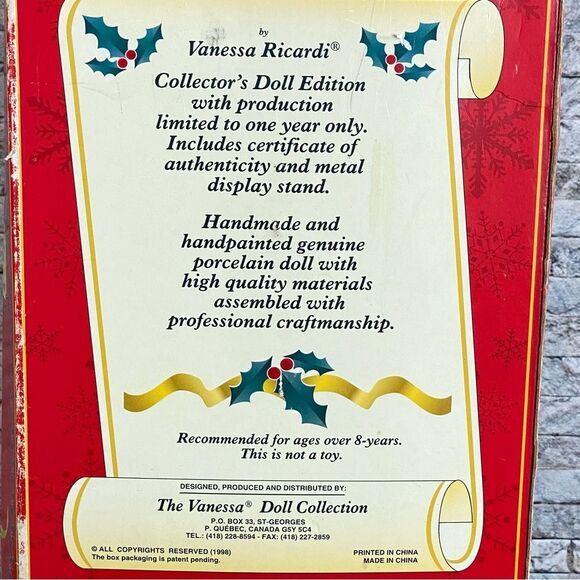 by
Vanessa Ricardi®
Collector's Doll Edition
with production
limited to one year only.
Includes certificate of
authenticity and metal
display stand.
Handmade and
handpainted genuine
porcelain doll with
high quality materials
assembled with
professional craftmanship.
Recommended for ages over 8-years.
This is not a toy.
DESIGNED, PRODUCED AND DISTRIBUTED BY:
The Vanessa® Doll Collection
P.O. BOX 33, ST-GEORGES
P. QUÉBEC, CANADA G5Y 5C4
TEL.: (418) 228-8594 - FAX: (418) 227-2859
© ALL COPYRIGHTS RESERVED (1998)
The box packaging is patent pending.
PRINTED IN CHINA
MADE IN CHINA